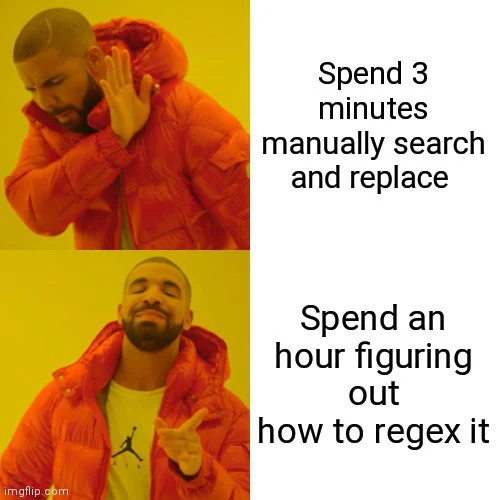 Spend 3
minutes
manually search
and replace
Spend an
hour figuring
out
how to regex it
imgflip.com